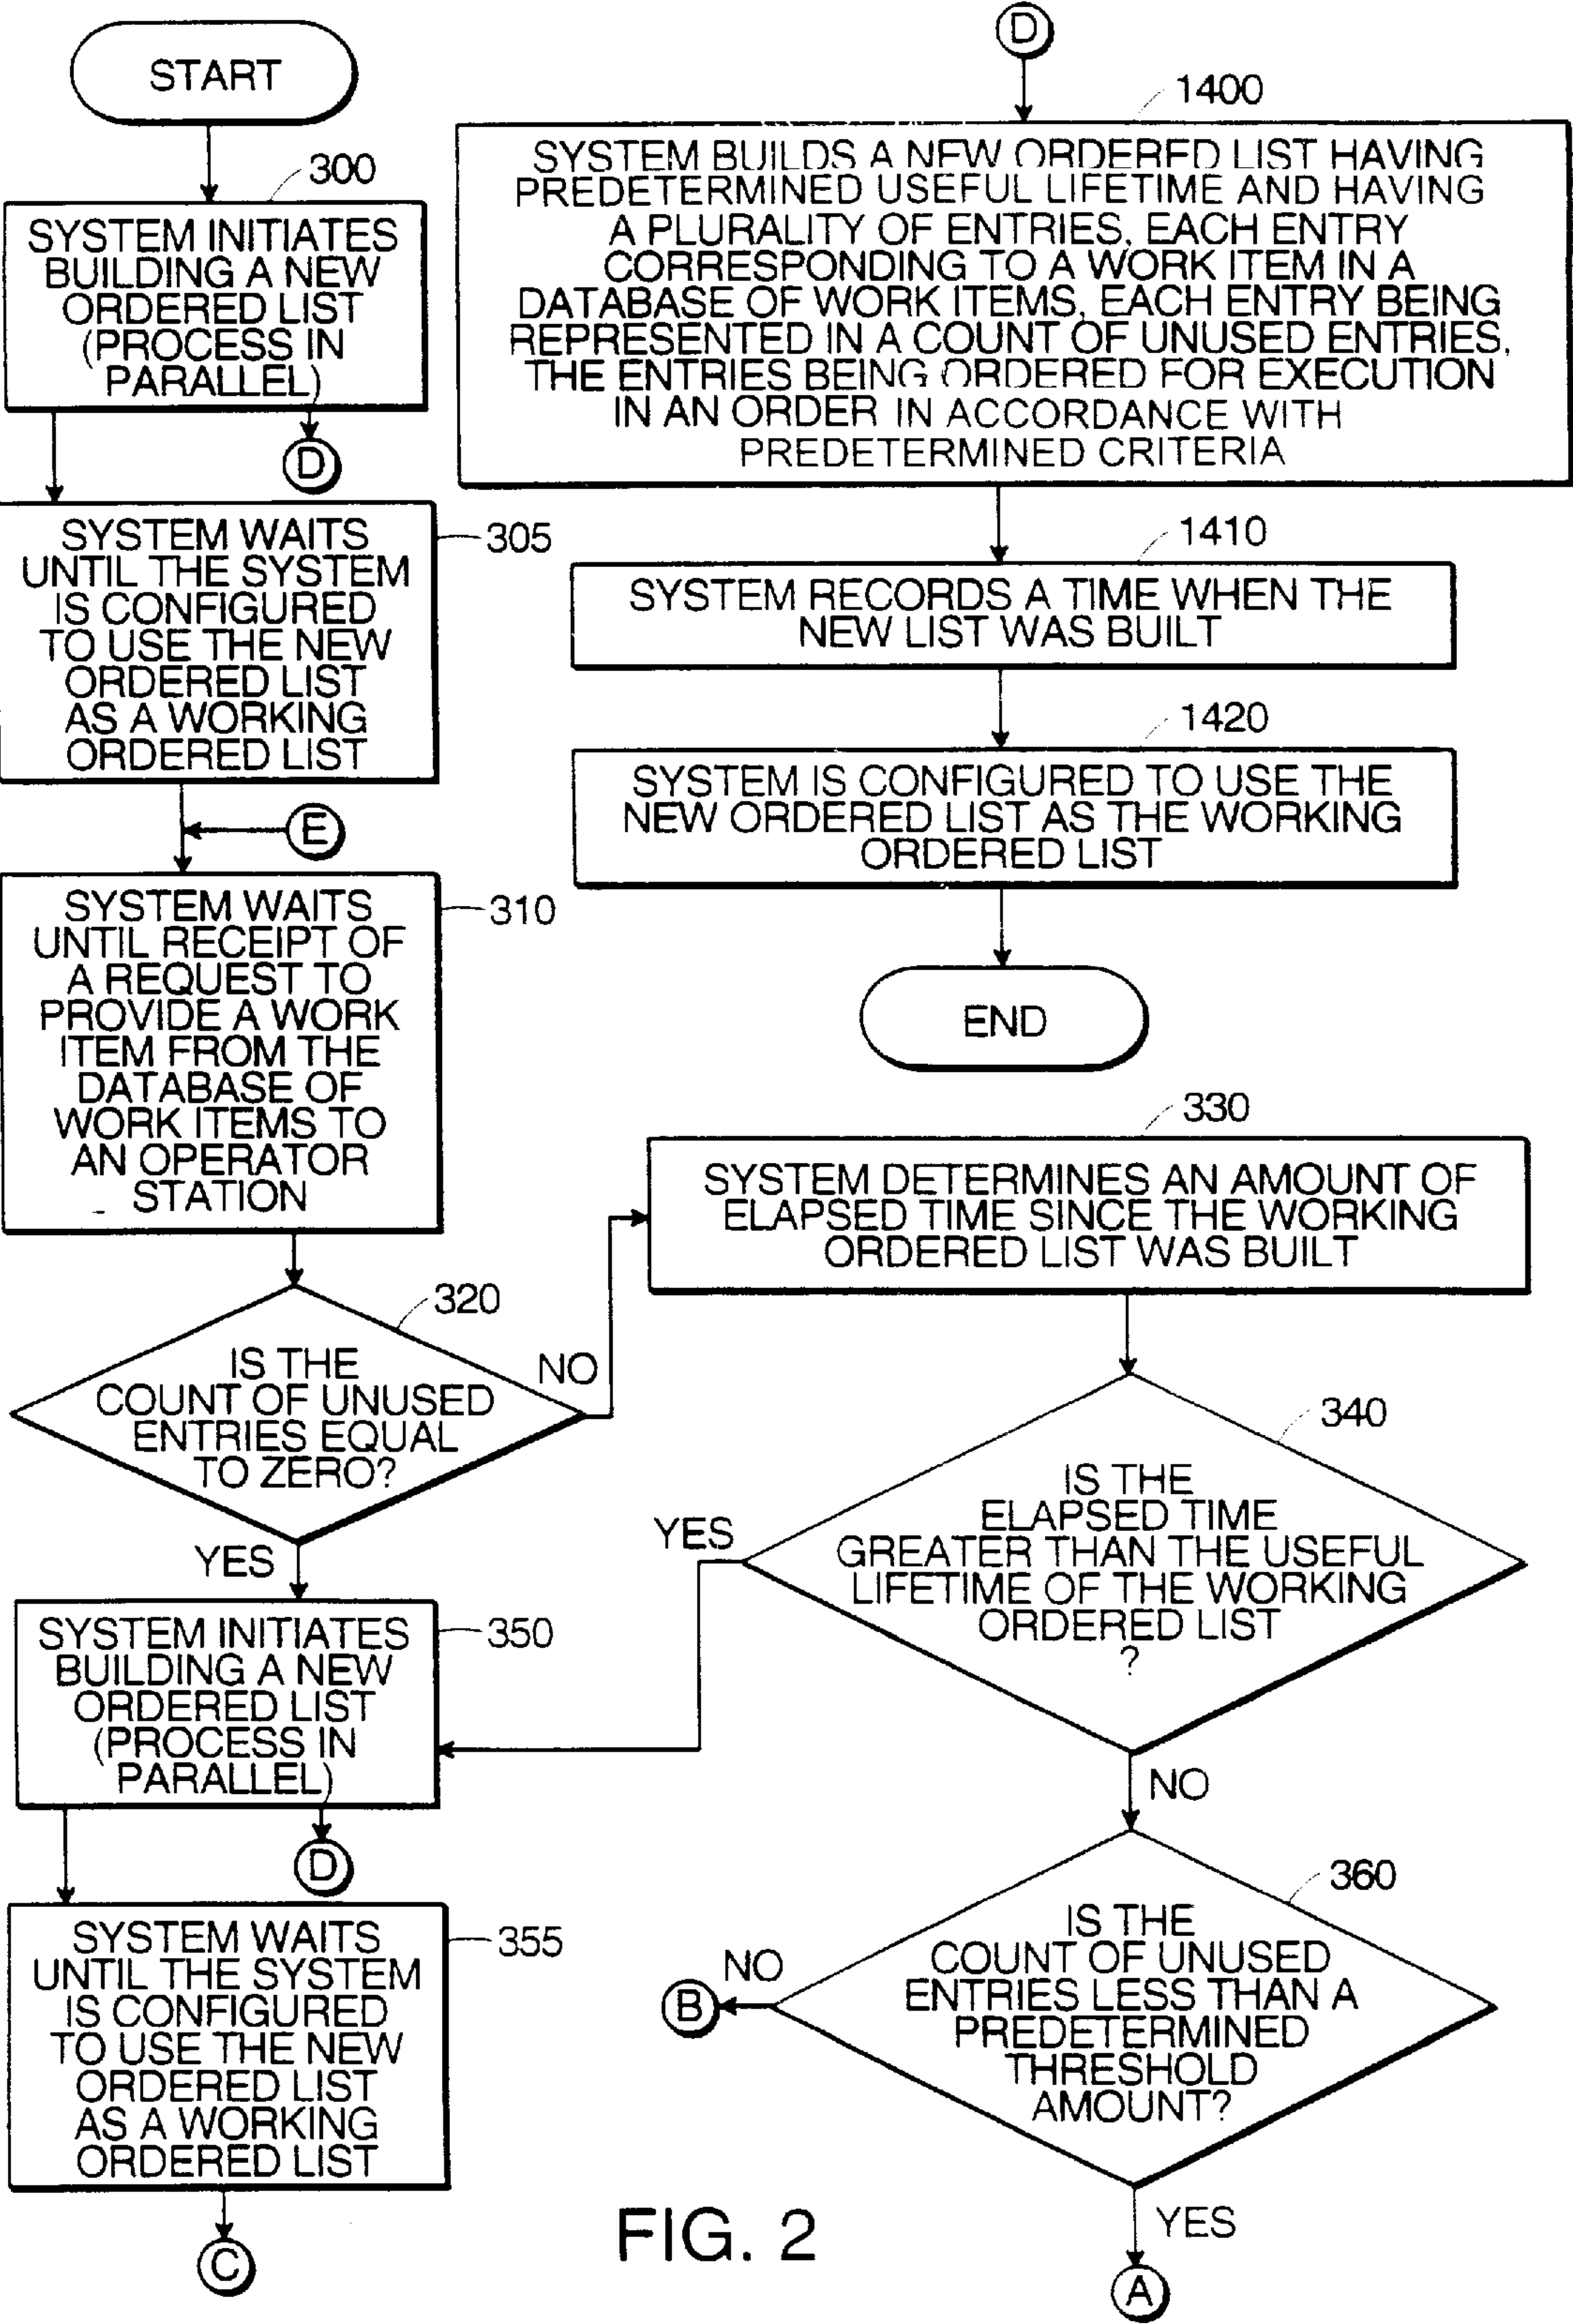 START
300
SYSTEM INITIATES
BUILDING A NEW
ORDERED LIST
(PROCESS IN
PARALLEL)
D
305
SYSTEM WAITS
UNTIL THE SYSTEM
IS CONFIGURED
TO USE THE NEW
ORDERED LIST
AS A WORKING
ORDERED LIST
E
310
SYSTEM WAITS
UNTIL RECEIPT OF
A REQUEST TO
PROVIDE A WORK
ITEM FROM THE
DATABASE OF
WORK ITEMS TO
AN OPERATOR
STATION
320
IS THE
COUNT OF UNUSED
ENTRIES EQUAL
TO ZERO?
NO
YES
350
SYSTEM INITIATES
BUILDING A NEW
ORDERED LIST
(PROCESS IN
PARALLEL)
D
355
SYSTEM WAITS
UNTIL THE SYSTEM
IS CONFIGURED
TO USE THE NEW
ORDERED LIST
AS A WORKING
ORDERED LIST
C
D
1400
SYSTEM BUILDS A NEW ORDERED LIST HAVING
PREDETERMINED USEFUL LIFETIME AND HAVING
A PLURALITY OF ENTRIES, EACH ENTRY
CORRESPONDING TO A WORK ITEM IN A
DATABASE OF WORK ITEMS, EACH ENTRY BEING
REPRESENTED IN A COUNT OF UNUSED ENTRIES,
THE ENTRIES BEING ORDERED FOR EXECUTION
IN AN ORDER IN ACCORDANCE WITH
PREDETERMINED CRITERIA
1410
SYSTEM RECORDS A TIME WHEN THE
NEW LIST WAS BUILT
1420
SYSTEM IS CONFIGURED TO USE THE
NEW ORDERED LIST AS THE WORKING
ORDERED LIST
END
330
SYSTEM DETERMINES AN AMOUNT OF
ELAPSED TIME SINCE THE WORKING
ORDERED LIST WAS BUILT
340
IS THE
ELAPSED TIME
GREATER THAN THE USEFUL
LIFETIME OF THE WORKING
ORDERED LIST
?
YES
NO
360
IS THE
COUNT OF UNUSED
ENTRIES LESS THAN A
PREDETERMINED
THRESHOLD
AMOUNT?
NO
B
YES
A
FIG. 2